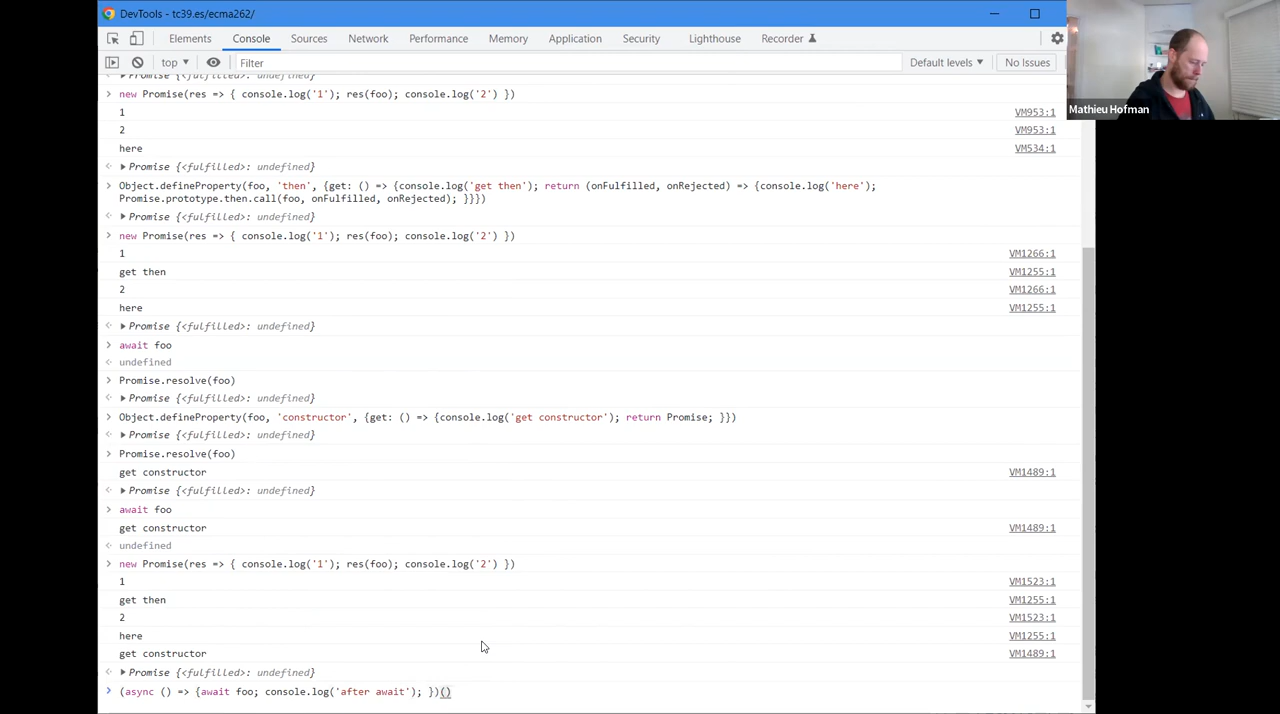 DevTools - tc39.es/ecma262/
Elements Console Sources Network Performance Memory Application Security Lighthouse Recorder
top ▾ Filter Default levels ▾ No Issues
Mathieu Hofman
▸ Promise {<fulfilled>: undefined}
> new Promise(res => { console.log('1'); res(foo); console.log('2') })
1 VM953:1
2 VM953:1
here VM534:1
▸ Promise {<fulfilled>: undefined}
> Object.defineProperty(foo, 'then', {get: () => {console.log('get then'); return (onFulfilled, onRejected) => {console.log('here');
Promise.prototype.then.call(foo, onFulfilled, onRejected); }}})
▸ Promise {<fulfilled>: undefined}
> new Promise(res => { console.log('1'); res(foo); console.log('2') })
1 VM1266:1
get then VM1255:1
2 VM1266:1
here VM1255:1
▸ Promise {<fulfilled>: undefined}
> await foo
undefined
> Promise.resolve(foo)
▸ Promise {<fulfilled>: undefined}
> Object.defineProperty(foo, 'constructor', {get: () => {console.log('get constructor'); return Promise; }})
▸ Promise {<fulfilled>: undefined}
> Promise.resolve(foo)
get constructor VM1489:1
▸ Promise {<fulfilled>: undefined}
> await foo
get constructor VM1489:1
undefined
> new Promise(res => { console.log('1'); res(foo); console.log('2') })
1 VM1523:1
get then VM1255:1
2 VM1523:1
here VM1255:1
get constructor VM1489:1
▸ Promise {<fulfilled>: undefined}
> (async () => {await foo; console.log('after await'); })()